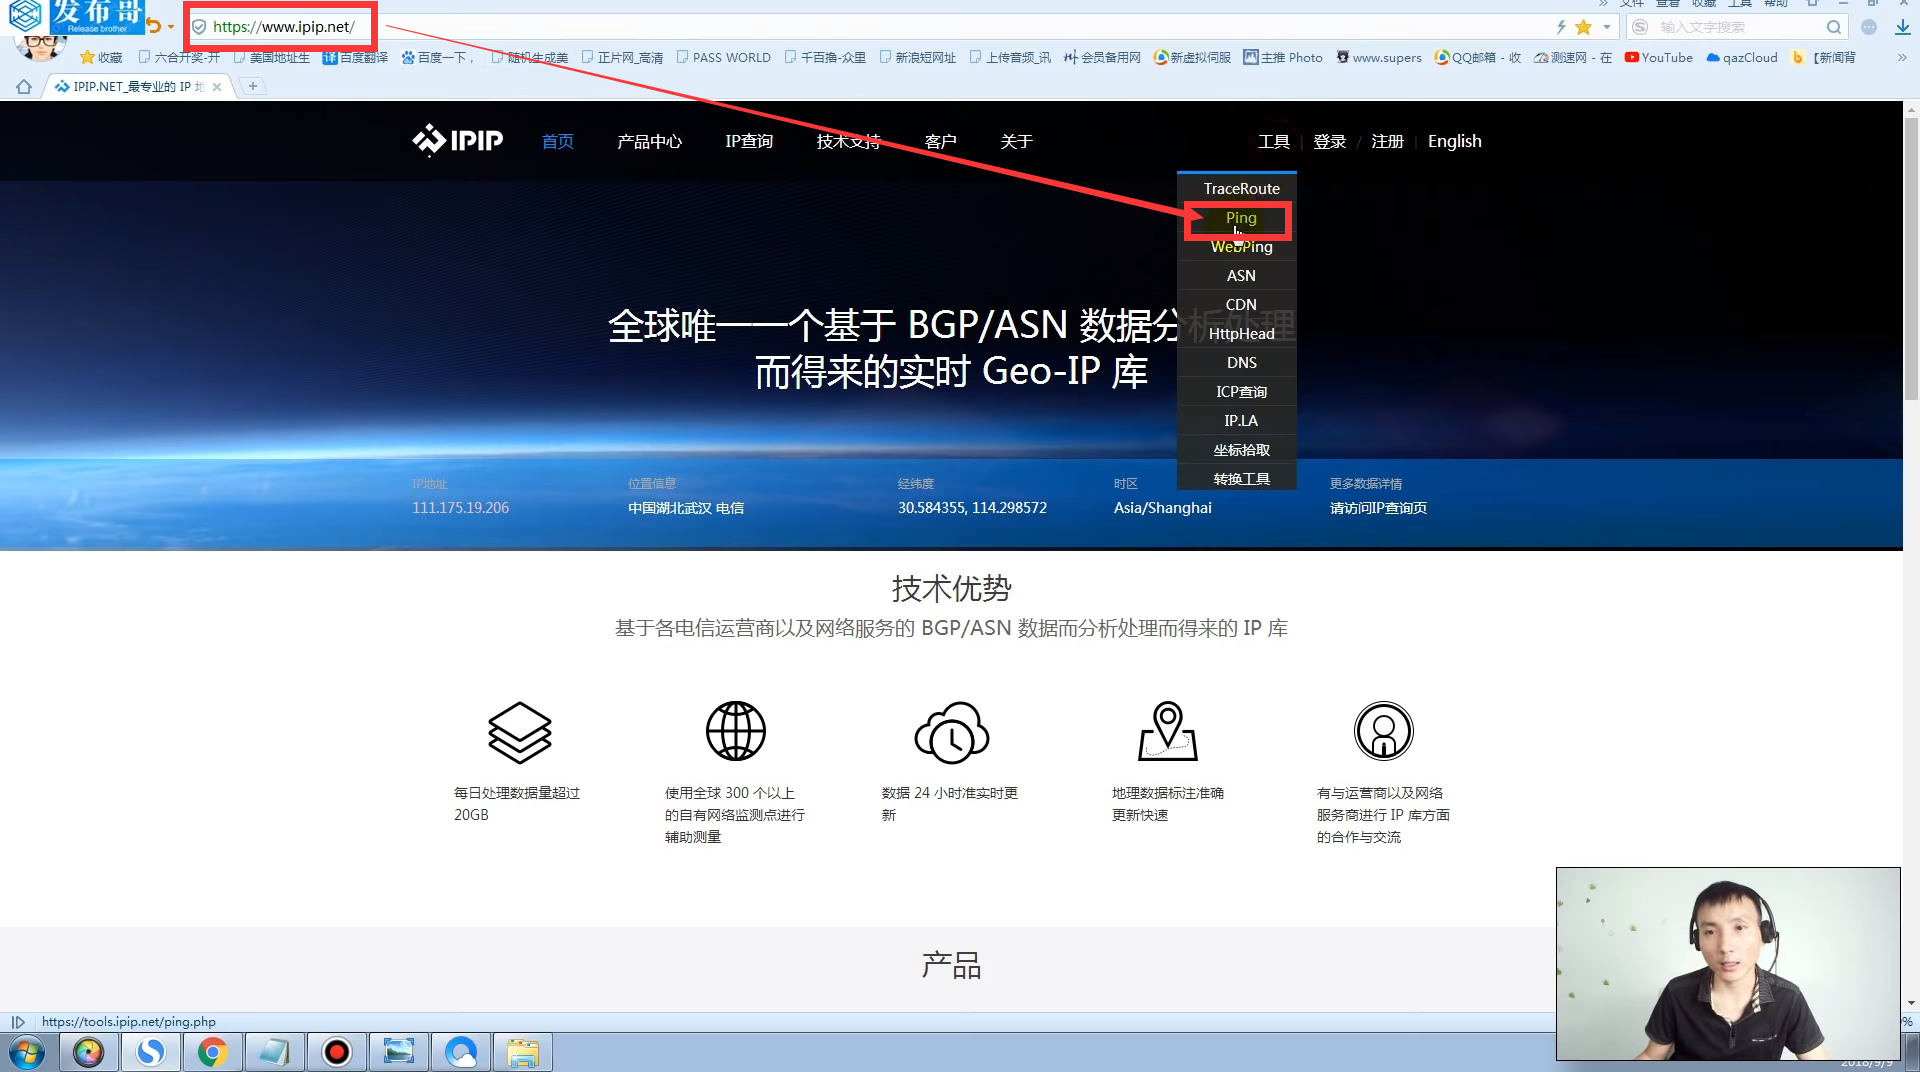 发布哥
Release brother
https://www.ipip.net/
文件 查看 收藏 工具 帮助
输入文字搜索
收藏
六合开奖-开
美国地址生
百度翻译
百度一下，
随机生成美
正片网_高清
PASS WORLD
千百撸-众里
新浪短网址
上传音频_讯
会员备用网
新虚拟伺服
主推 Photo
www.supers
QQ邮箱 - 收
测速网 - 在
YouTube
qazCloud
【新闻背
IPIP.NET_最专业的 IP 地
IPIP
首页
产品中心
IP查询
技术支持
客户
关于
工具
登录 / 注册
English
TraceRoute
Ping
WebPing
ASN
CDN
HttpHead
DNS
ICP查询
IP.LA
坐标拾取
转换工具
全球唯一一个基于 BGP/ASN 数据分析处理
而得来的实时 Geo-IP 库
IP地址
111.175.19.206
位置信息
中国湖北武汉 电信
经纬度
30.584355, 114.298572
时区
Asia/Shanghai
更多数据详情
请访问IP查询页
技术优势
基于各电信运营商以及网络服务的 BGP/ASN 数据而分析处理而得来的 IP 库
每日处理数据量超过
20GB
使用全球 300 个以上
的自有网络监测点进行
辅助测量
数据 24 小时准实时更
新
地理数据标注准确
更新快速
有与运营商以及网络
服务商进行 IP 库方面
的合作与交流
产品
https://tools.ipip.net/ping.php
2018/9/9